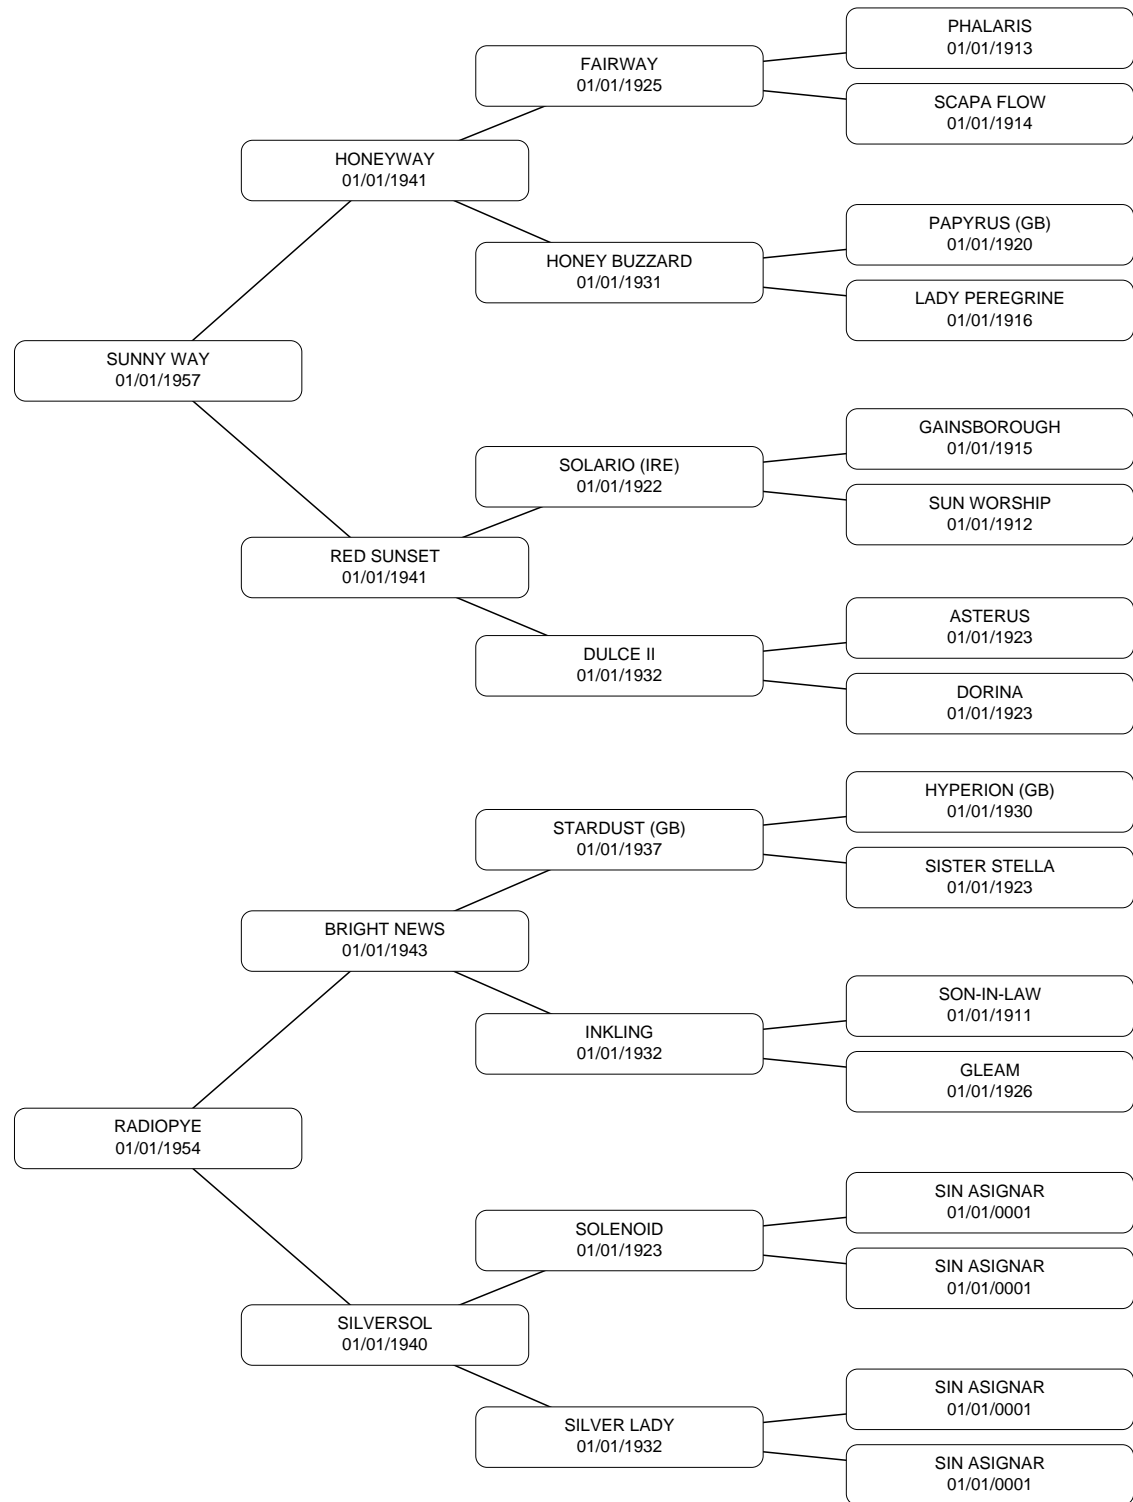 PHALARIS
01/01/1913
FAIRWAY
01/01/1925
SCAPA FLOW
01/01/1914
HONEYWAY
01/01/1941
PAPYRUS (GB)
01/01/1920
HONEY BUZZARD
01/01/1931
LADY PEREGRINE
01/01/1916
SUNNY WAY
01/01/1957
GAINSBOROUGH
01/01/1915
SOLARIO (IRE)
01/01/1922
SUN WORSHIP
01/01/1912
RED SUNSET
01/01/1941
ASTERUS
01/01/1923
DULCE II
01/01/1932
DORINA
01/01/1923
HYPERION (GB)
01/01/1930
STARDUST (GB)
01/01/1937
SISTER STELLA
01/01/1923
BRIGHT NEWS
01/01/1943
SON-IN-LAW
01/01/1911
INKLING
01/01/1932
GLEAM
01/01/1926
RADIOPYE
01/01/1954
SIN ASIGNAR
01/01/0001
SOLENOID
01/01/1923
SIN ASIGNAR
01/01/0001
SILVERSOL
01/01/1940
SIN ASIGNAR
01/01/0001
SILVER LADY
01/01/1932
SIN ASIGNAR
01/01/0001